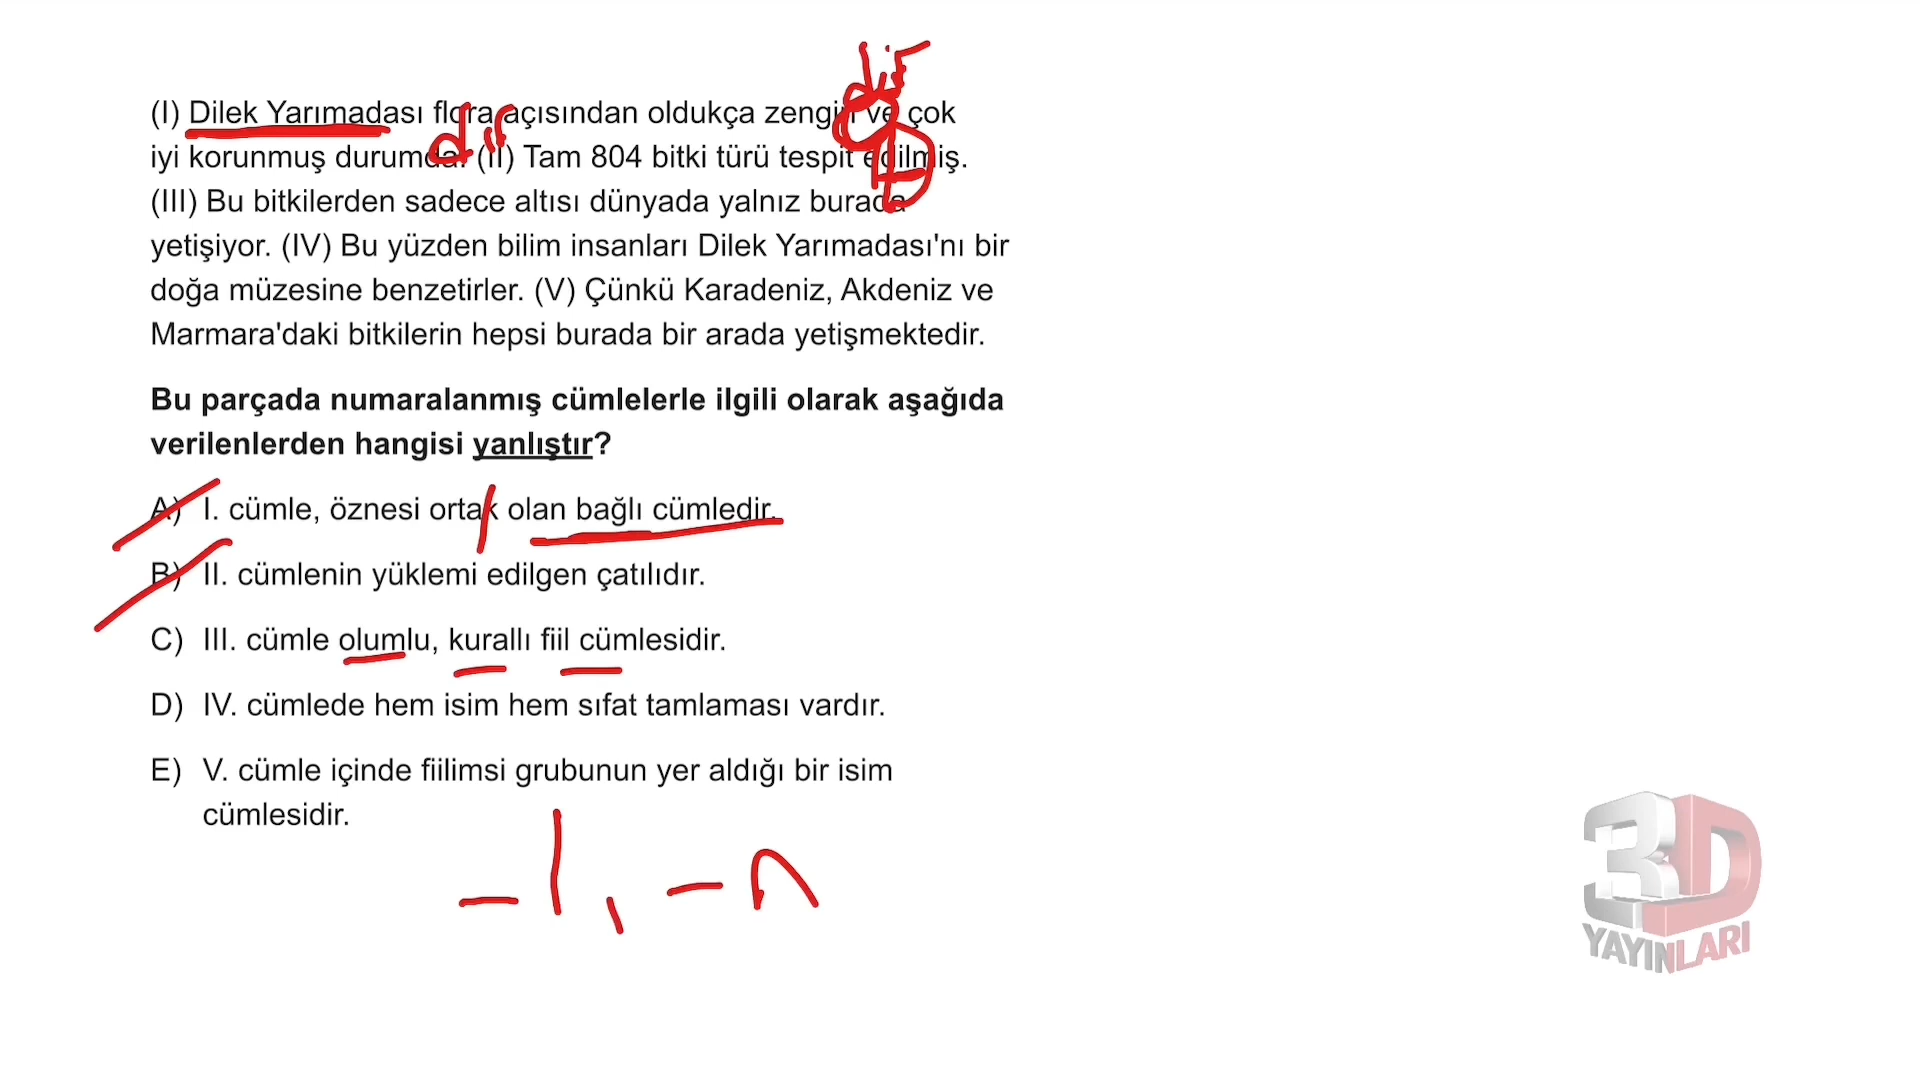 dır
(I) Dilek Yarımadası flora açısından oldukça zengin ve çok
dır
iyi korunmuş durumda. (II) Tam 804 bitki türü tespit edilmiş.
(III) Bu bitkilerden sadece altısı dünyada yalnız burada
yetişiyor. (IV) Bu yüzden bilim insanları Dilek Yarımadası'nı bir
doğa müzesine benzetirler. (V) Çünkü Karadeniz, Akdeniz ve
Marmara'daki bitkilerin hepsi burada bir arada yetişmektedir.
Bu parçada numaralanmış cümlelerle ilgili olarak aşağıda
verilenlerden hangisi yanlıştır?
A) I. cümle, öznesi ortak olan bağlı cümledir.
B) II. cümlenin yüklemi edilgen çatılıdır.
C) III. cümle olumlu, kurallı fiil cümlesidir.
D) IV. cümlede hem isim hem sıfat tamlaması vardır.
E) V. cümle içinde fiilimsi grubunun yer aldığı bir isim
cümlesidir.
-l, -n
3D
YAYINLARI